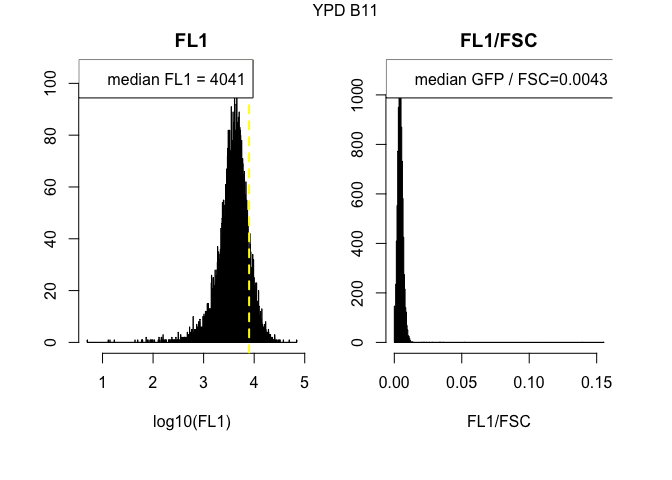 YPD B11
FL1
median FL1 = 4041
0 20 40 60 80 100
1 2 3 4 5
log10(FL1)
FL1/FSC
median GFP / FSC=0.0043
0 200 400 600 800 1000
0.00 0.05 0.10 0.15
FL1/FSC